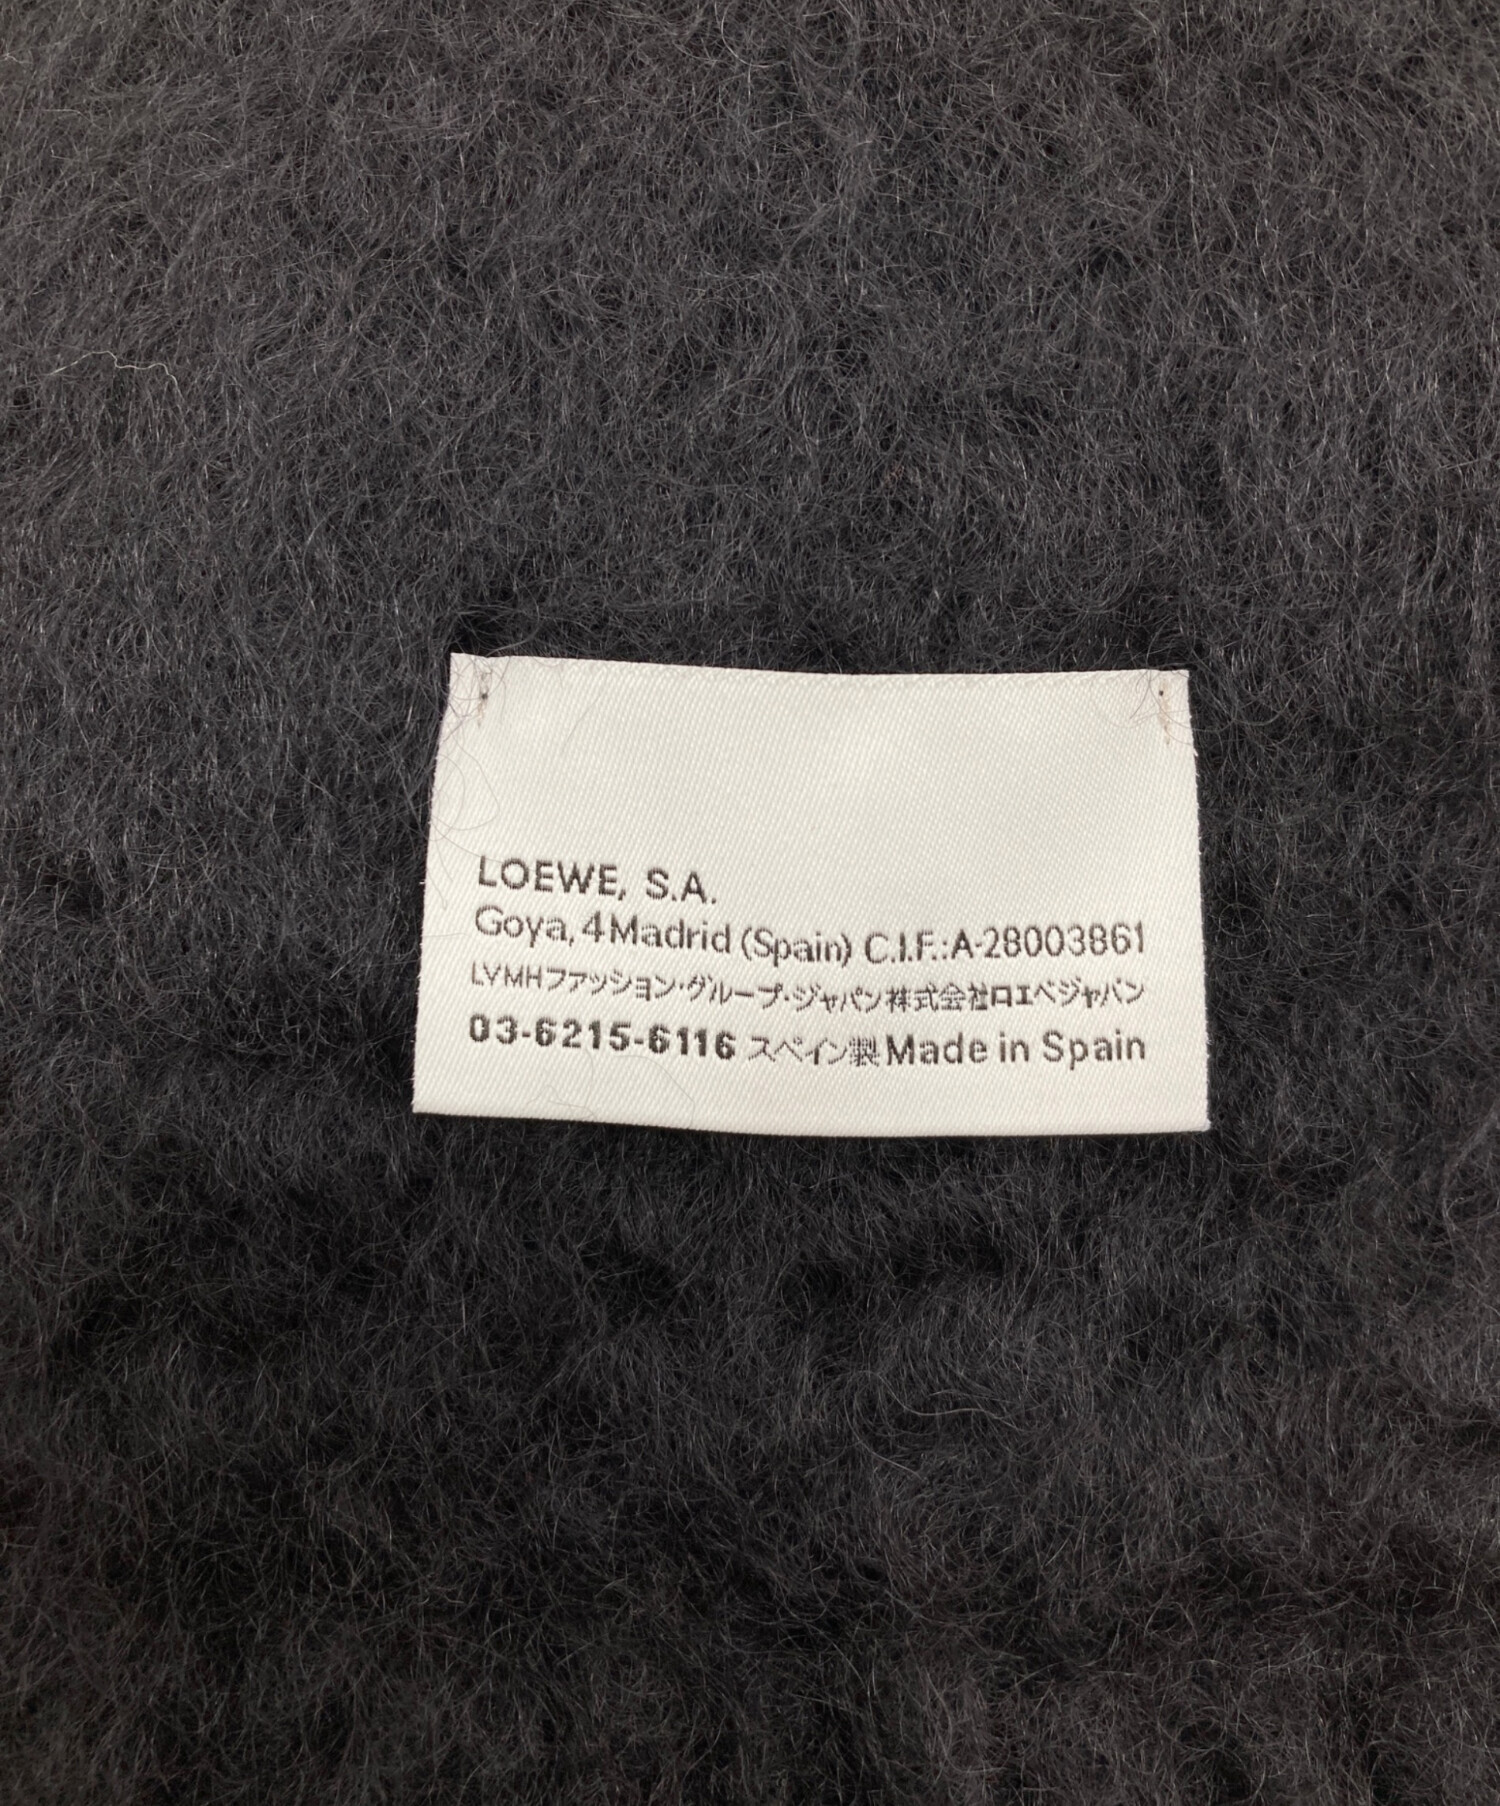 LOEWE, S.A.
Goya, 4 Madrid (Spain) C.I.F.: A-28003861
LVMHファッション・グループ・ジャパン株式会社ロエベジャパン
03-6215-6116 スペイン製 Made in Spain